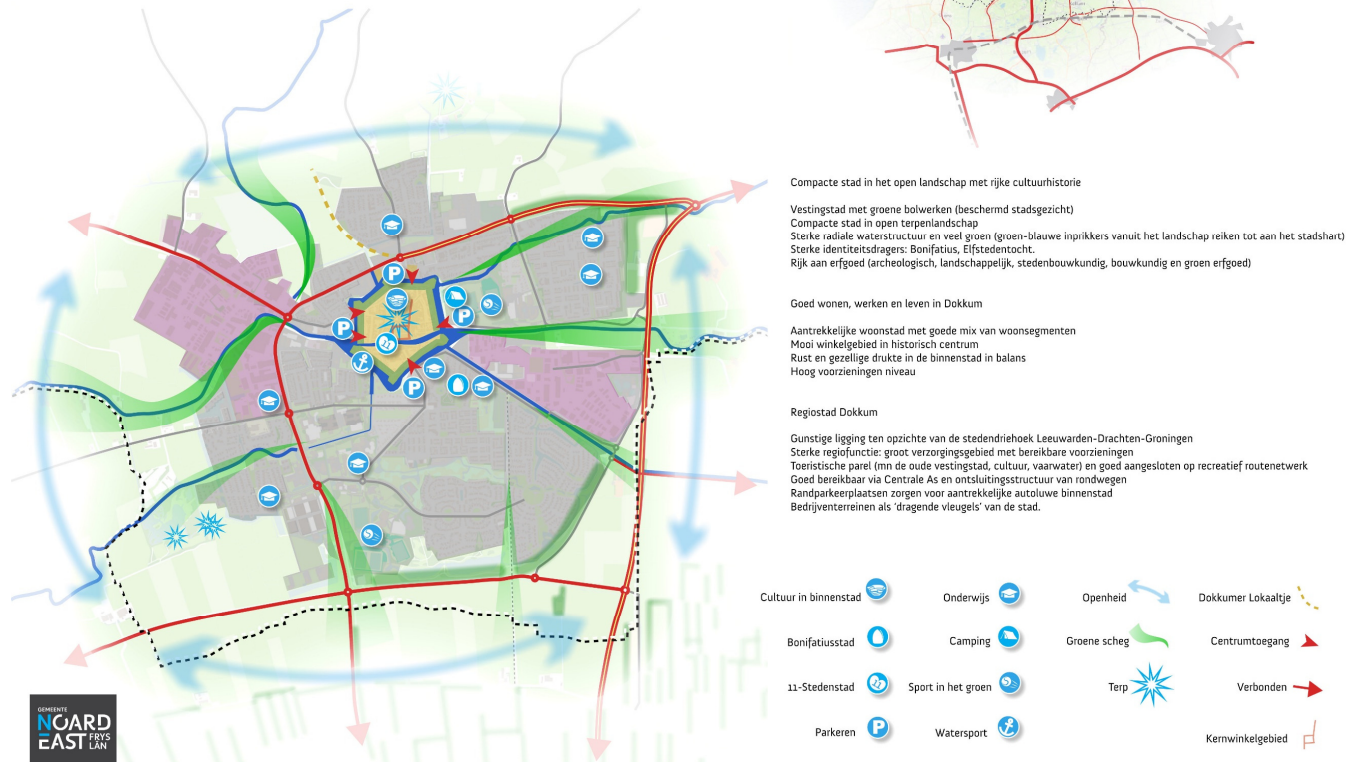 Compacte stad in het open landschap met rijke cultuurhistorie
Vestingstad met groene bolwerken (beschermd stadsgezicht)
Compacte stad in open terpenlandschap
Sterke radiale waterstructuur en veel groen (groen-blauwe inprikkers vanuit het landschap reiken tot aan het stadshart)
Sterke identiteitsdragers: Bonifatius, Elfstedentocht.
Rijk aan erfgoed (archeologisch, landschappelijk, stedenbouwkundig, bouwkundig en groen erfgoed)
Goed wonen, werken en leven in Dokkum
Aantrekkelijke woonstad met goede mix van woonsegmenten
Mooi winkelgebied in historisch centrum
Rust en gezellige drukte in de binnenstad in balans
Hoog voorzieningen niveau
Regiostad Dokkum
Gunstige ligging ten opzichte van de stedendriehoek Leeuwarden-Drachten-Groningen
Sterke regiofunctie: groot verzorgingsgebied met bereikbare voorzieningen
Toeristische parel (mn de oude vestingstad, cultuur, vaarwater) en goed aangesloten op recreatief routenetwerk
Goed bereikbaar via Centrale As en ontsluitingsstructuur van rondwegen
Randparkeerplaatsen zorgen voor aantrekkelijke autoluwe binnenstad
Bedrijventerreinen als 'dragende vleugels' van de stad.
P
P
P
11
P
Cultuur in binnenstad
Onderwijs
Openheid
Dokkumer Lokaaltje
Bonifatiusstad
Camping
Groene scheg
Centrumtoegang
11-Stedenstad
11
Sport in het groen
Terp
Verbonden
Parkeren
P
Watersport
Kernwinkelgebied
GEMEENTE
NOARD
EAST FRYS
LÂN